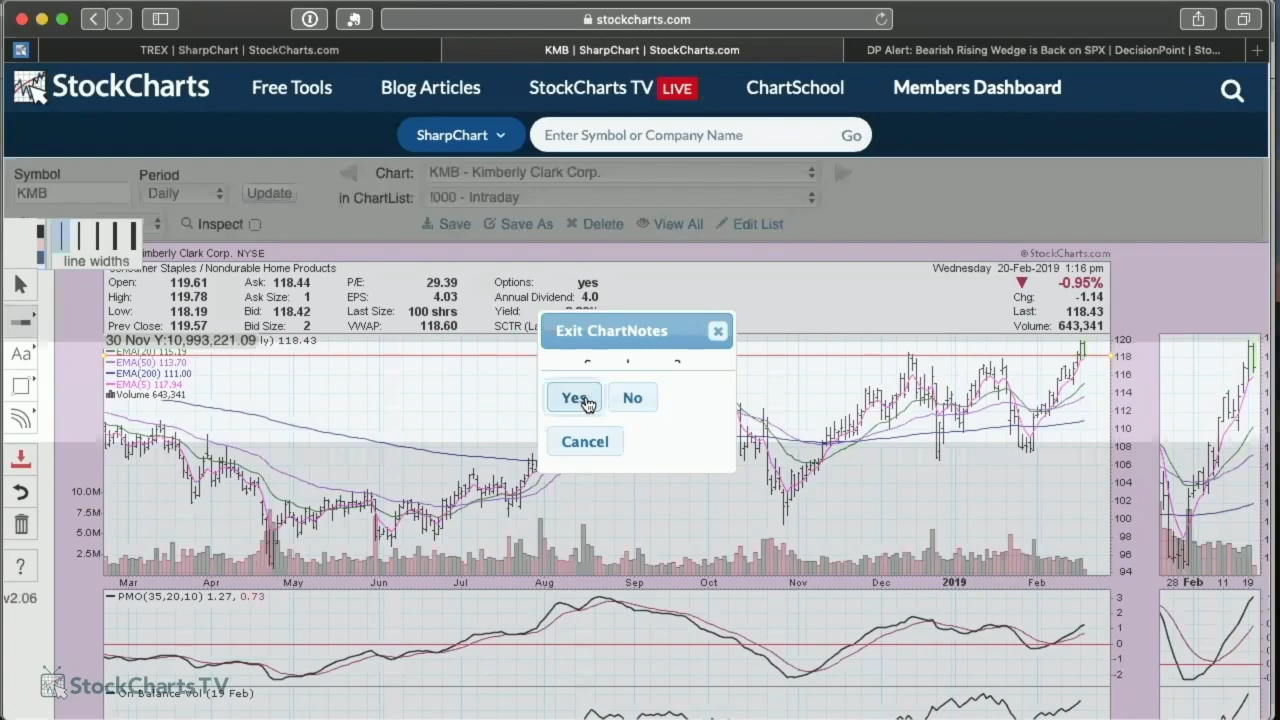 stockcharts.com
TREX | SharpChart | StockCharts.com
KMB | SharpChart | StockCharts.com
DP Alert: Bearish Rising Wedge is Back on SPX | DecisionPoint | Sto...
StockCharts
Free Tools
Blog Articles
StockCharts TV LIVE
ChartSchool
Members Dashboard
SharpChart
Enter Symbol or Company Name
Go
Symbol
Period
Chart:
KMB - Kimberly Clark Corp.
KMB
Daily
Update
in ChartList:
!000 - Intraday
Inspect
Save
Save As
Delete
View All
Edit List
line widths
imberly Clark Corp. NYSE
© StockCharts.com
Consumer Staples / Nondurable Home Products
Wednesday 20-Feb-2019 1:16 pm
Open: 119.61
Ask: 118.44
P/E: 29.39
Options: yes
-0.95%
High: 119.78
Ask Size: 1
EPS: 4.03
Annual Dividend: 4.0
Chg: -1.14
Low: 118.19
Bid: 118.42
Last Size: 100 shrs
Yield:
Last: 118.43
Prev Close: 119.57
Bid Size: 2
VWAP: 118.60
SCTR (La
Volume: 643,341
Exit ChartNotes
Yes
No
Cancel
30 Nov Y:10,993,221.09 ly) 118.43
EMA(20) 115.19
EMA(50) 113.70
EMA(200) 111.00
EMA(5) 117.94
Volume 643,341
Aa
120
118
116
114
112
110
108
106
104
102
100
98
96
94
10.0M
7.5M
5.0M
2.5M
Mar Apr May Jun Jul Aug Sep Oct Nov Dec 2019 Feb
28 Feb 11 19
?
v2.06
PMO(35,20,10) 1.27, 0.73
3
2
1
0
-1
-2
StockCharts TV
On Balance Vol (19 Feb)